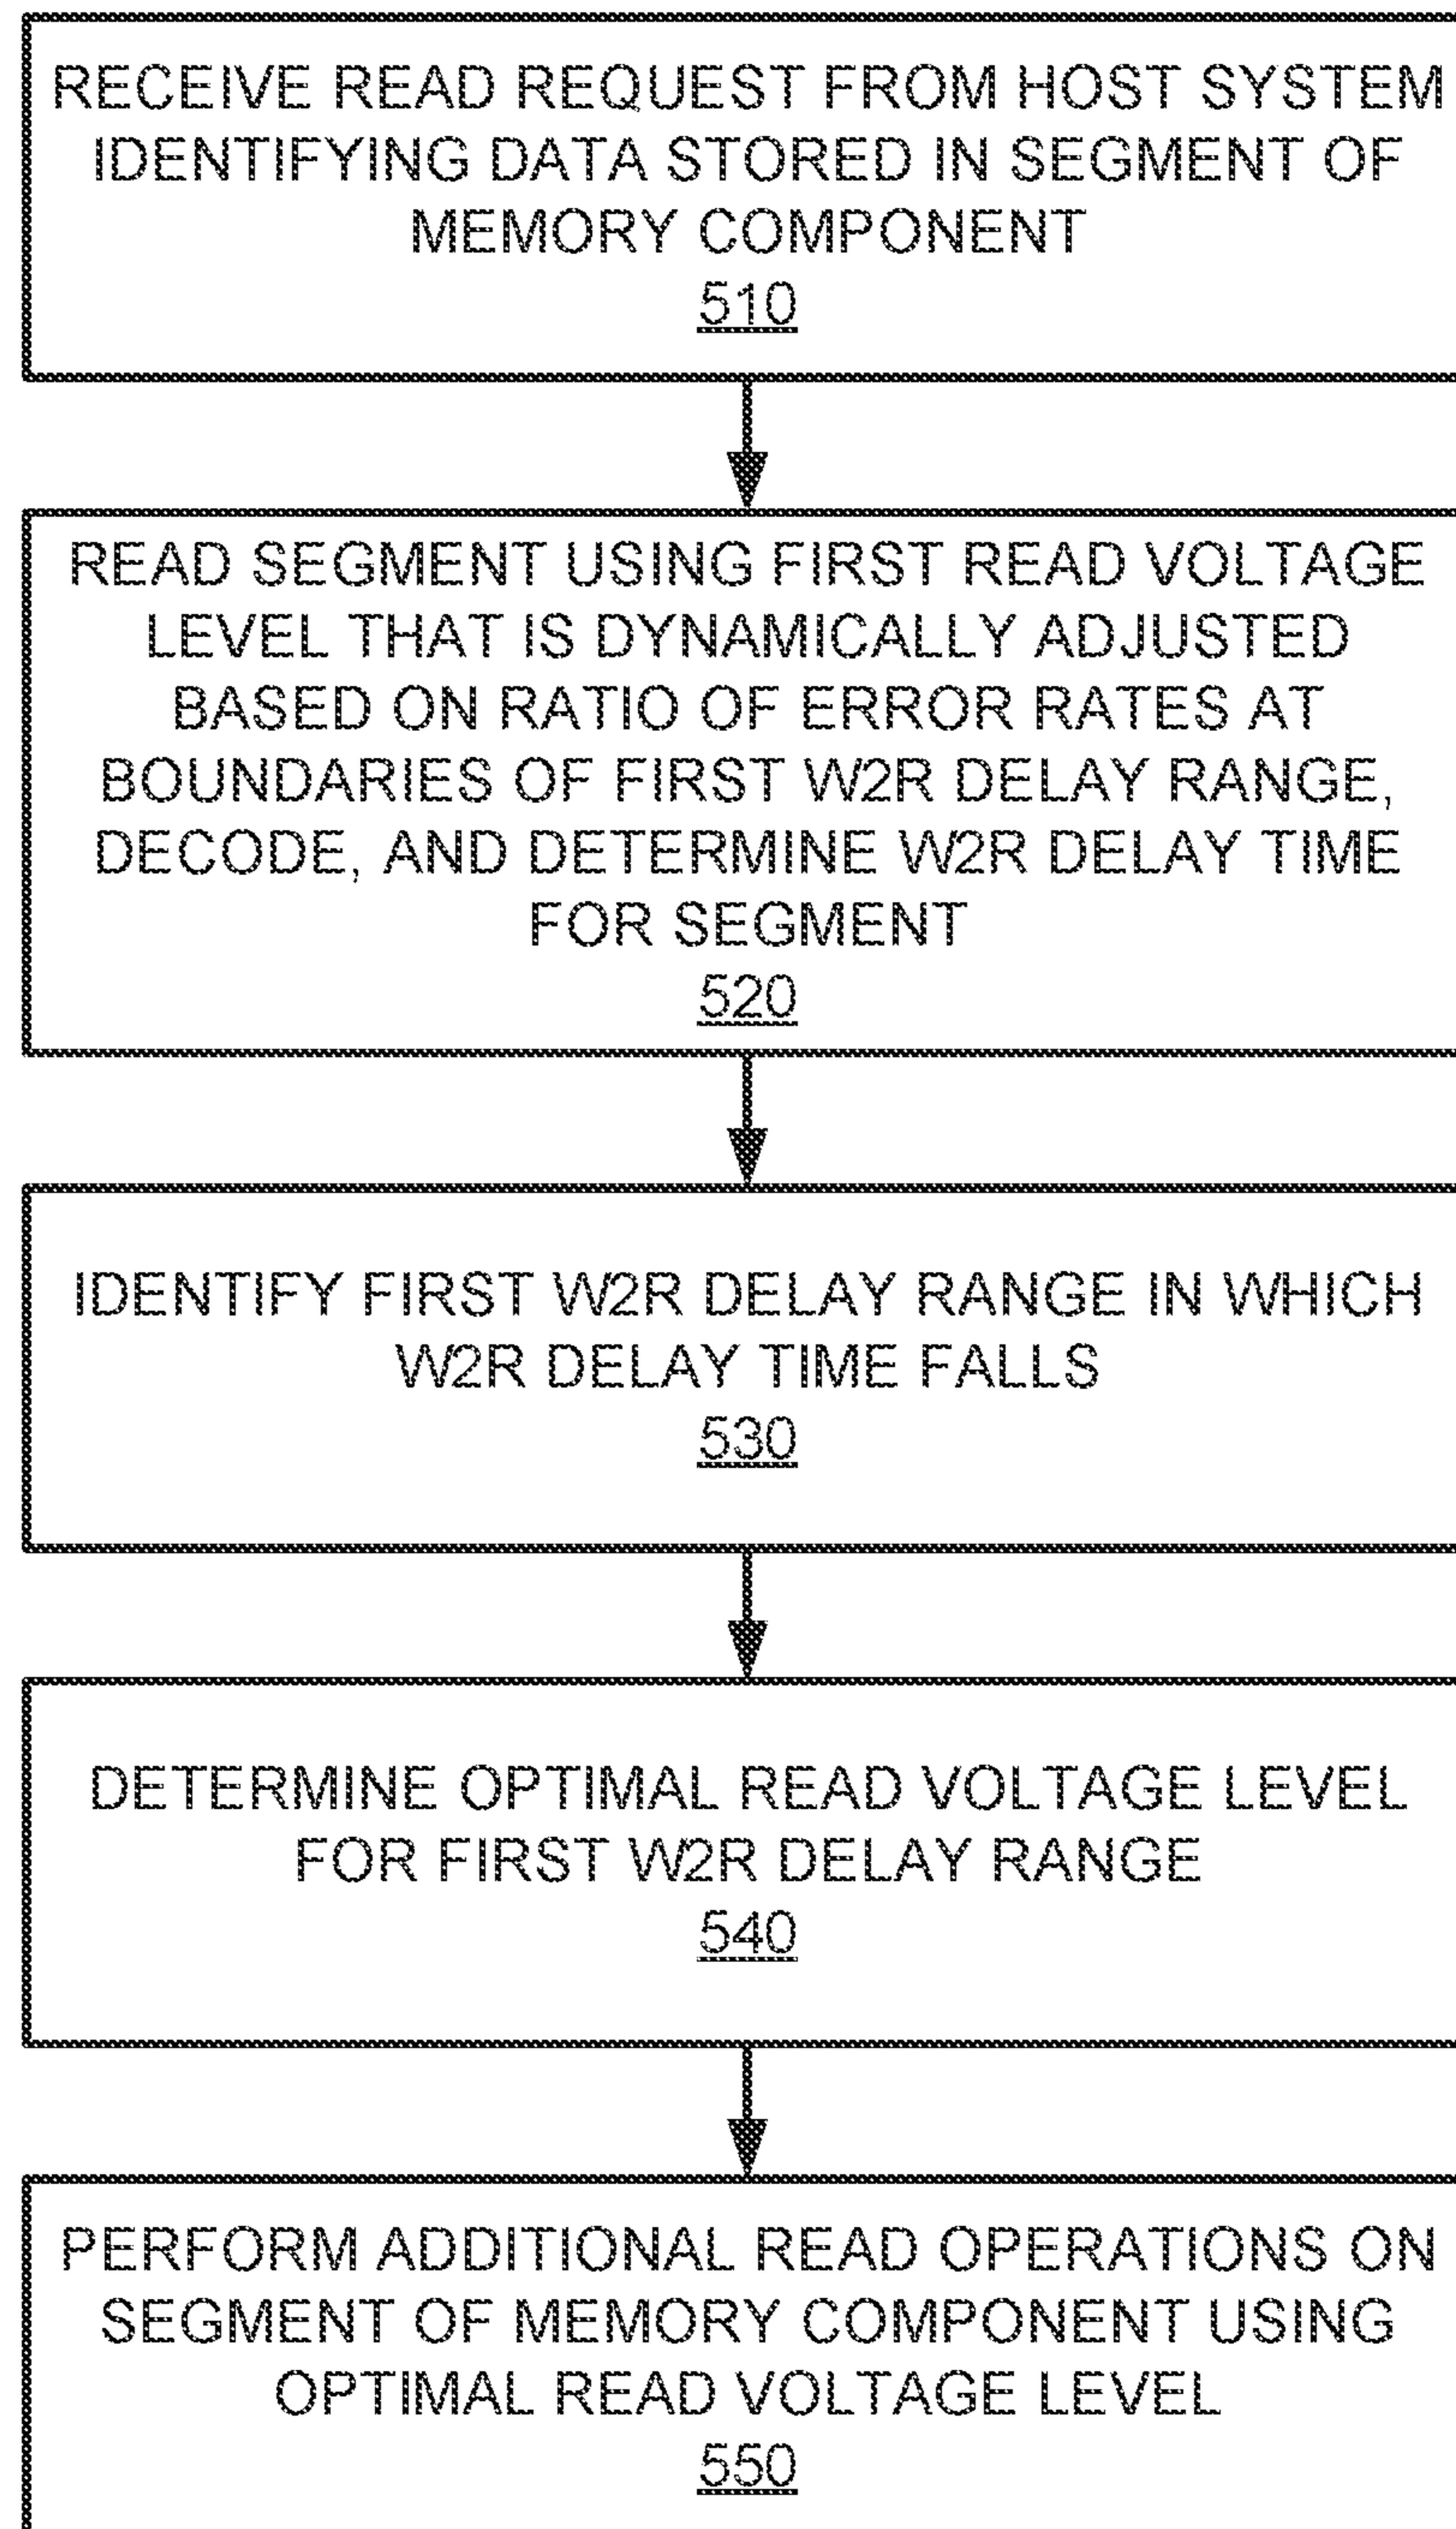 RECEIVE READ REQUEST FROM HOST SYSTEM
IDENTIFYING DATA STORED IN SEGMENT OF
MEMORY COMPONENT
510
READ SEGMENT USING FIRST READ VOLTAGE
LEVEL THAT IS DYNAMICALLY ADJUSTED
BASED ON RATIO OF ERROR RATES AT
BOUNDARIES OF FIRST W2R DELAY RANGE,
DECODE, AND DETERMINE W2R DELAY TIME
FOR SEGMENT
520
IDENTIFY FIRST W2R DELAY RANGE IN WHICH
W2R DELAY TIME FALLS
530
DETERMINE OPTIMAL READ VOLTAGE LEVEL
FOR FIRST W2R DELAY RANGE
540
PERFORM ADDITIONAL READ OPERATIONS ON
SEGMENT OF MEMORY COMPONENT USING
OPTIMAL READ VOLTAGE LEVEL
550